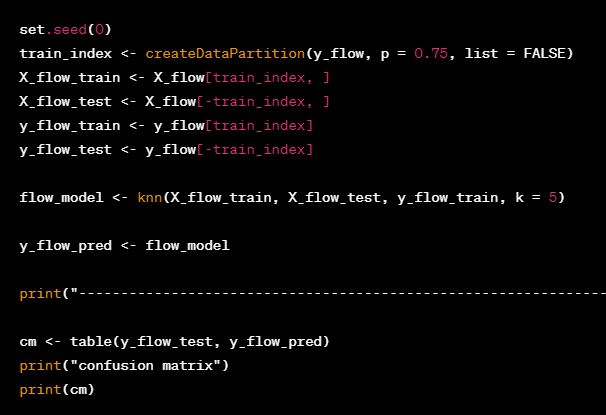 set.seed(0)
train_index <- createDataPartition(y_flow, p = 0.75, list = FALSE)
X_flow_train <- X_flow[train_index, ]
X_flow_test <- X_flow[-train_index, ]
y_flow_train <- y_flow[train_index]
y_flow_test <- y_flow[-train_index]
flow_model <- knn(X_flow_train, X_flow_test, y_flow_train, k = 5)
y_flow_pred <- flow_model
print("---------------------------------------------------------------
cm <- table(y_flow_test, y_flow_pred)
print("confusion matrix")
print(cm)